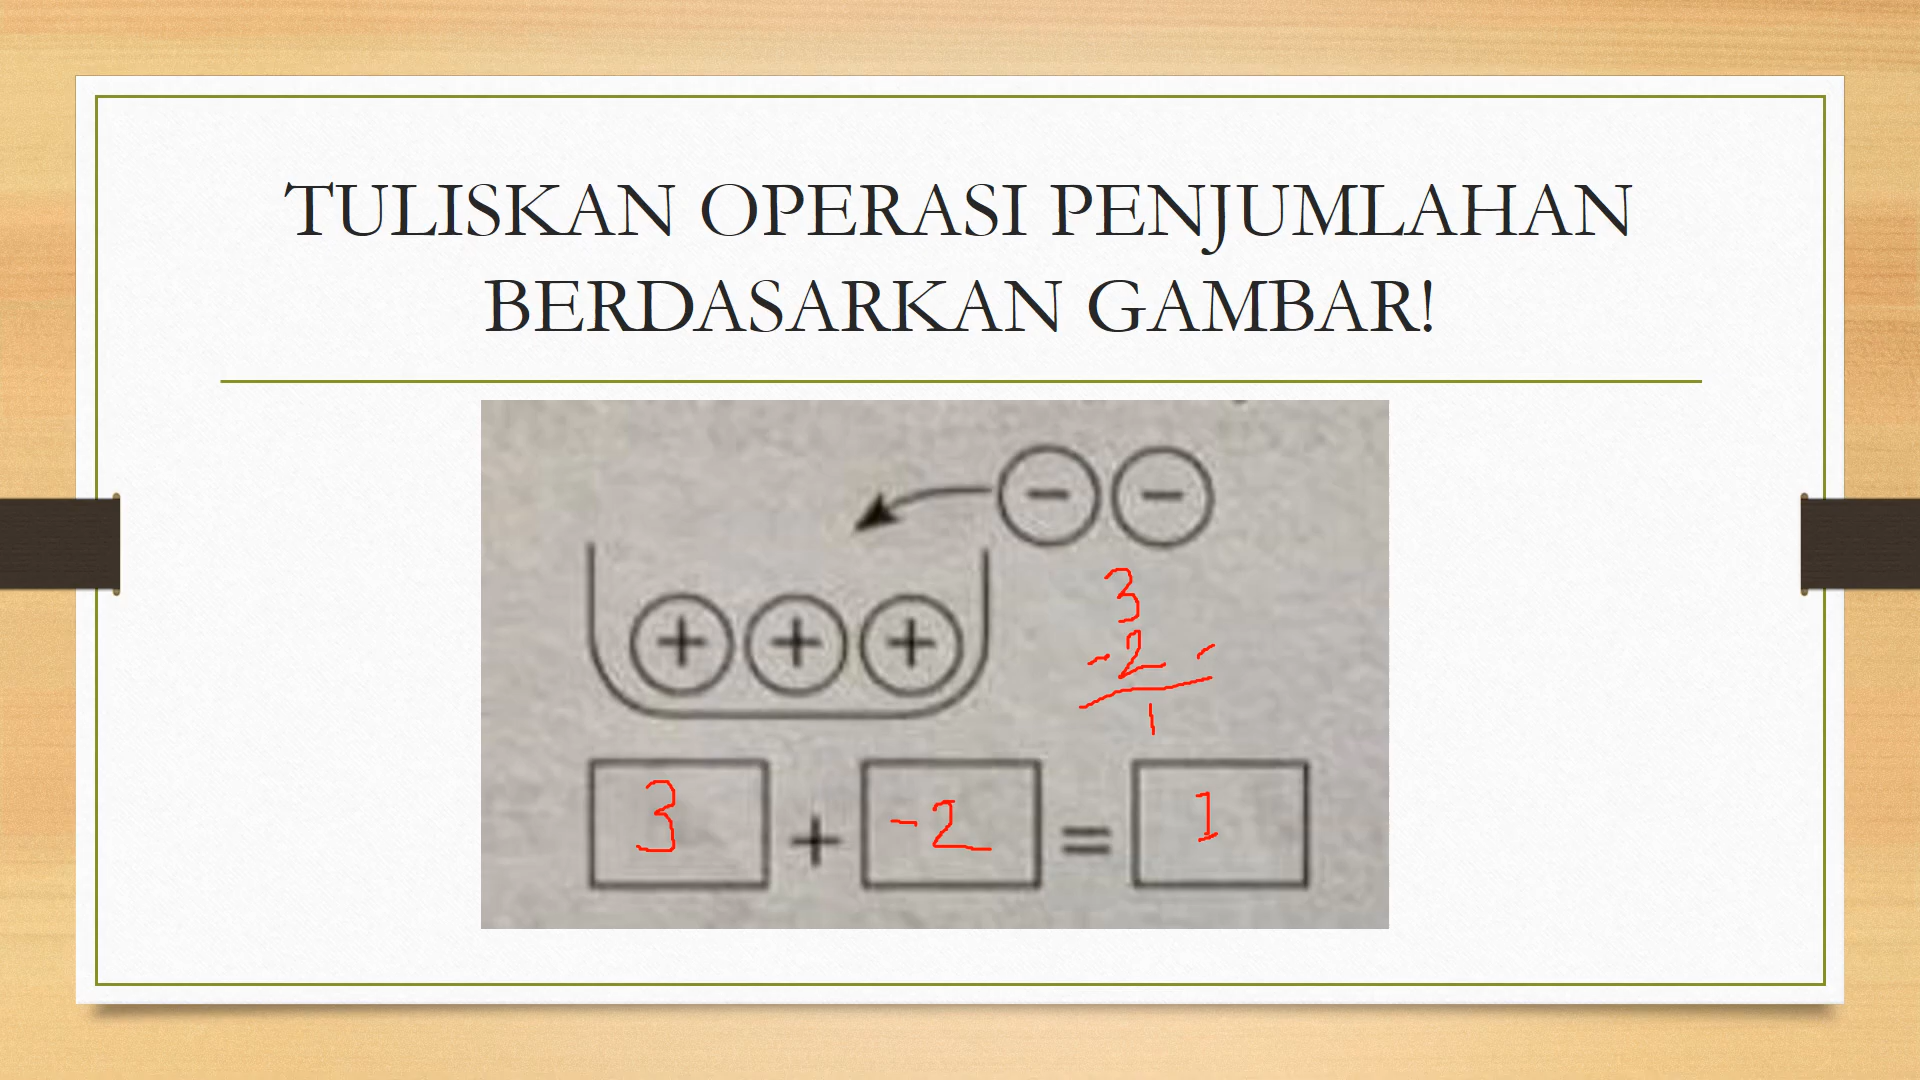 TULISKAN OPERASI PENJUMLAHAN
BERDASARKAN GAMBAR!
− −
+ + +
3
-2 -
1
3 + -2 = 1